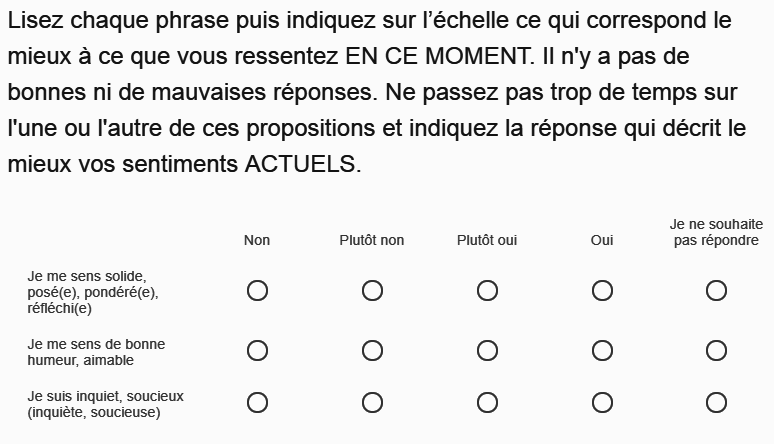 Lisez chaque phrase puis indiquez sur l’échelle ce qui correspond le
mieux à ce que vous ressentez EN CE MOMENT. Il n'y a pas de
bonnes ni de mauvaises réponses. Ne passez pas trop de temps sur
l'une ou l'autre de ces propositions et indiquez la réponse qui décrit le
mieux vos sentiments ACTUELS.
Non
Plutôt non
Plutôt oui
Oui
Je ne souhaite
pas répondre
Je me sens solide,
posé(e), pondéré(e),
réfléchi(e)
Je me sens de bonne
humeur, aimable
Je suis inquiet, soucieux
(inquiète, soucieuse)